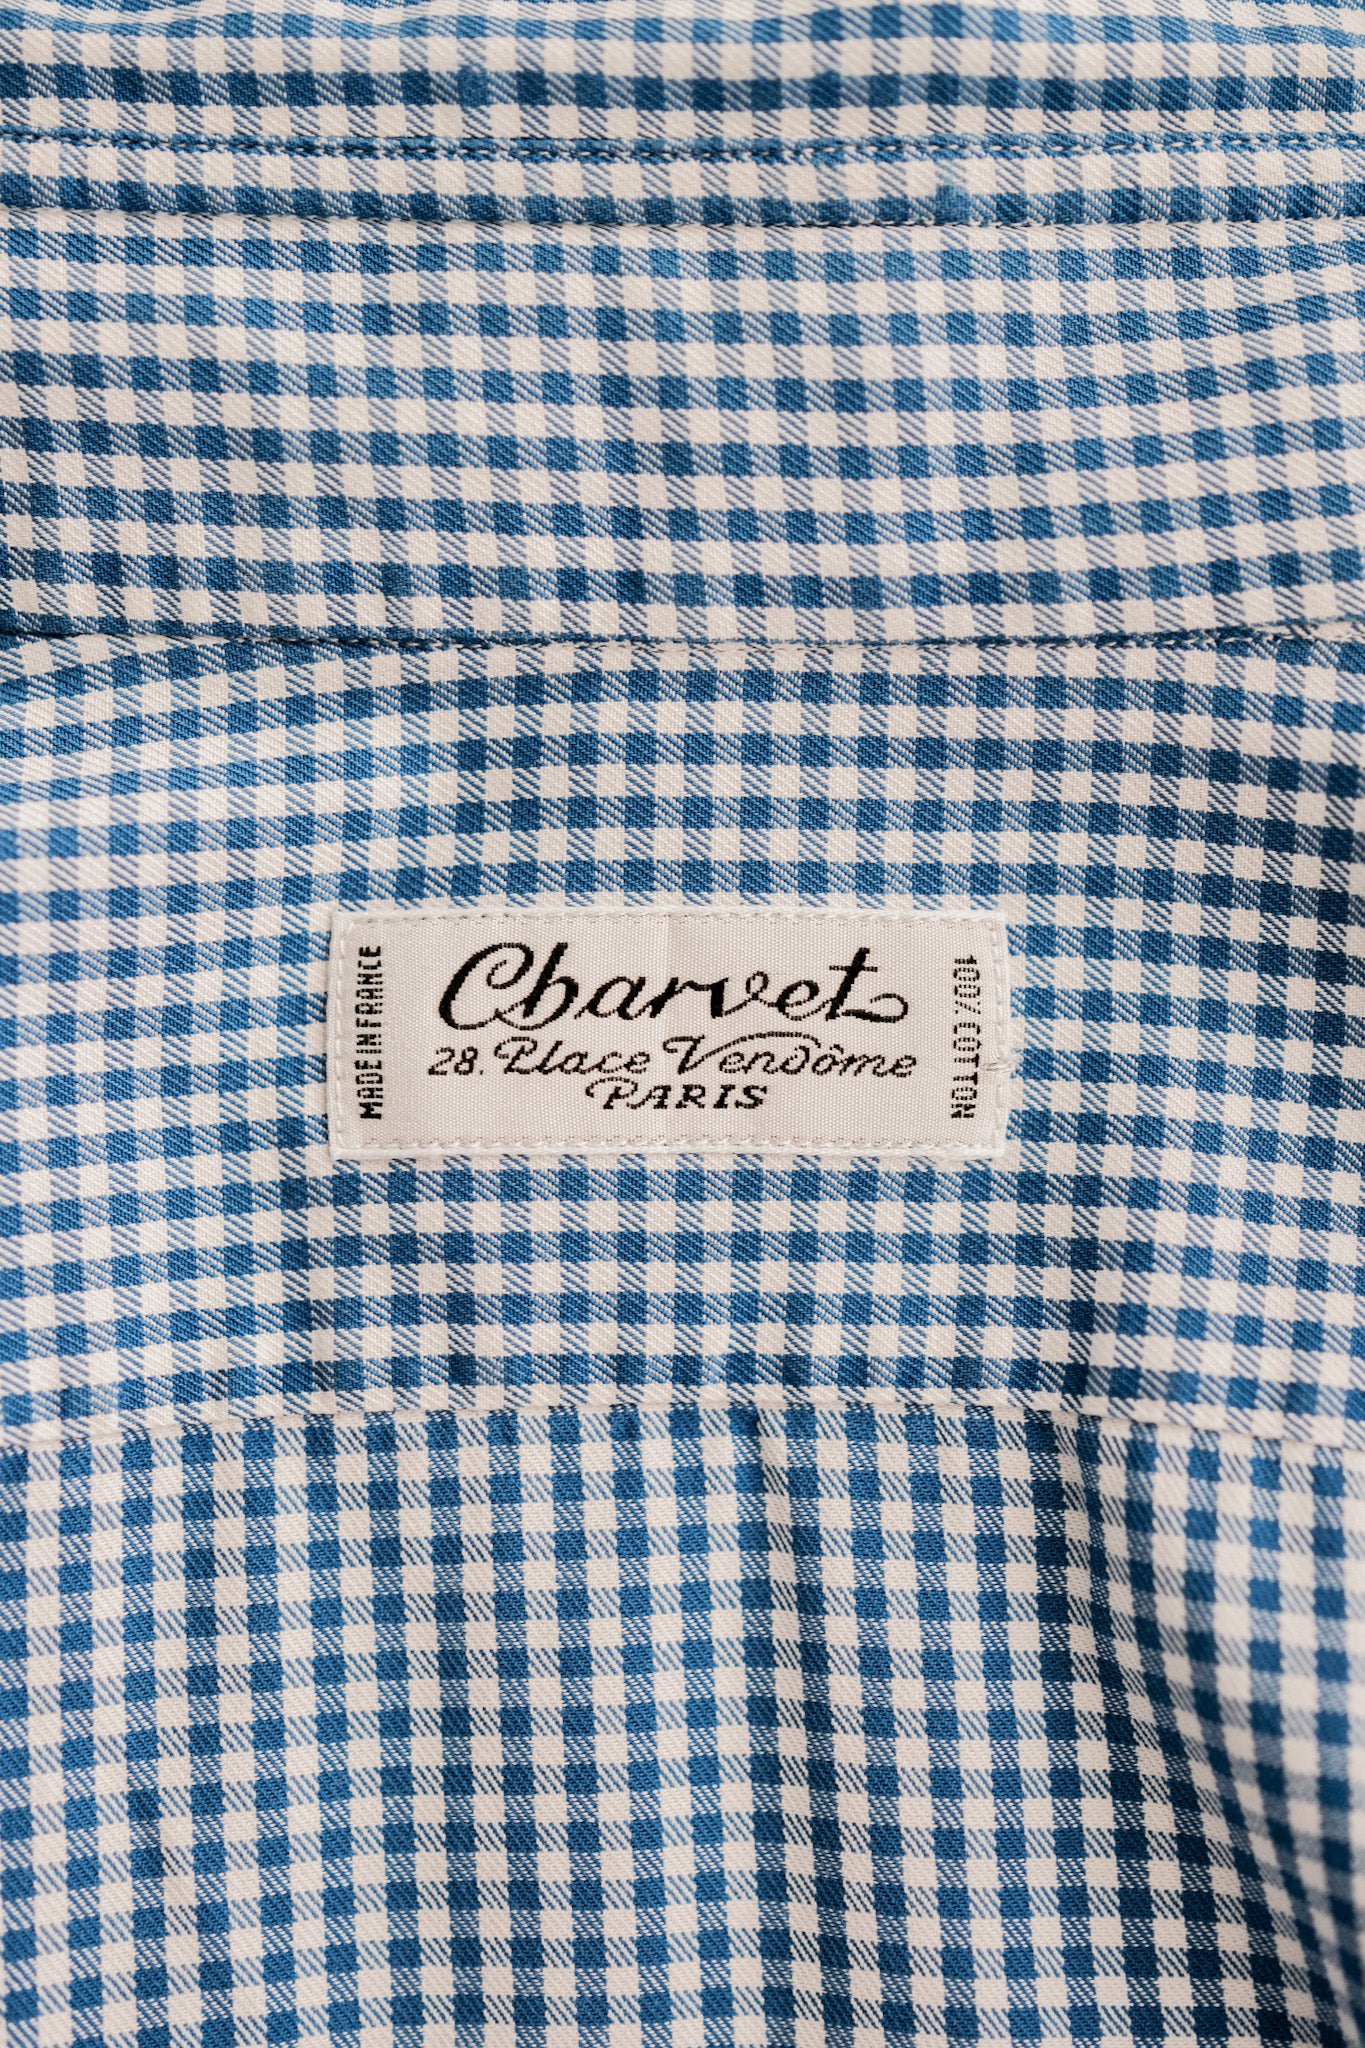 MADE IN FRANCE
Charvet
28. Place Vendôme
PARIS
100% COTTON